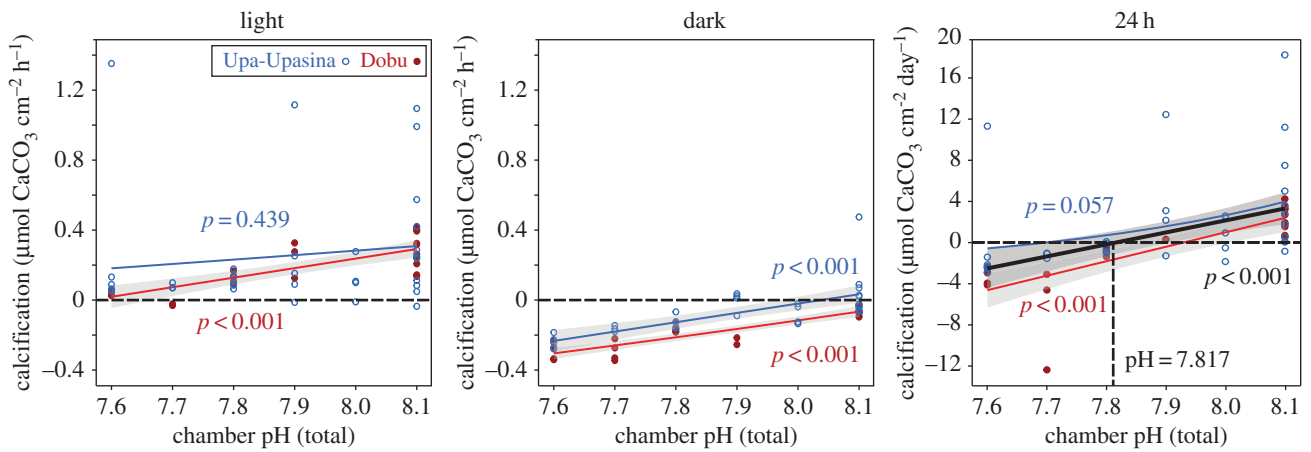 light
calcification (µmol CaCO₃ cm⁻² h⁻¹)
1.2
0.8
0.4
0
–0.4
Upa-Upasina Dobu
p = 0.439
p < 0.001
7.6 7.7 7.8 7.9 8.0 8.1
chamber pH (total)
dark
calcification (µmol CaCO₃ cm⁻² h⁻¹)
1.2
0.8
0.4
0
–0.4
p < 0.001
p < 0.001
7.6 7.7 7.8 7.9 8.0 8.1
chamber pH (total)
24 h
calcification (µmol CaCO₃ cm⁻² day⁻¹)
20
16
12
8
4
0
–4
–8
–12
p = 0.057
p < 0.001
p < 0.001
pH = 7.817
7.6 7.7 7.8 7.9 8.0 8.1
chamber pH (total)